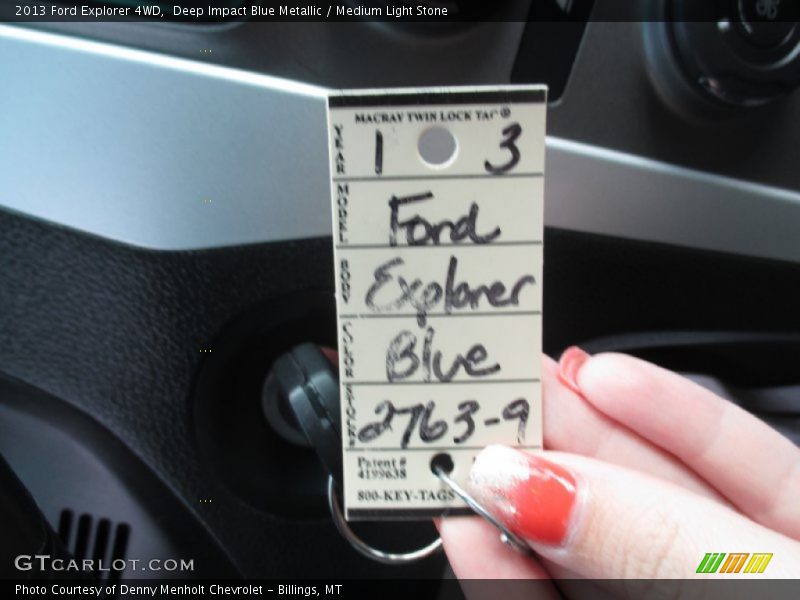 2013 Ford Explorer 4WD,  Deep Impact Blue Metallic / Medium Light Stone
MACRAY TWIN LOCK TAG®
YEAR 1 3
MODEL Ford
BODY Explorer
COLOR Blue
STOCK 2763-9
Patent #
4199638
800-KEY-TAGS
GTCARLOT.COM
Photo Courtesy of Denny Menholt Chevrolet – Billings, MT